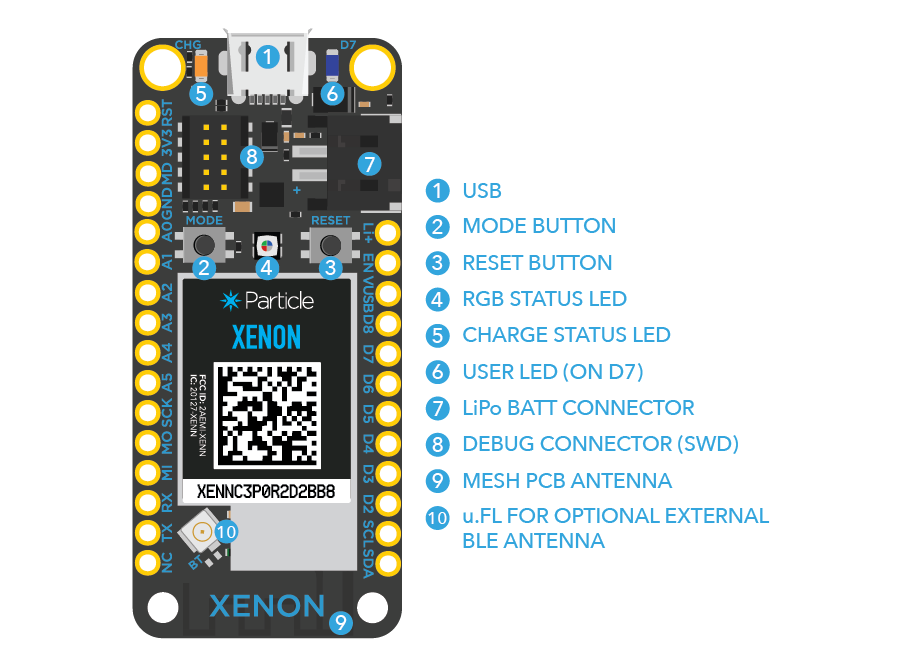 CHG
D7
1
5
6
RST
3V3
MD
GND
A0
A1
A2
A3
A4
A5
SCK
MO
MI
RX
TX
NC
8
7
+
MODE
RESET
2
4
3
Li+
EN
VUSB
D8
D7
D6
D5
D4
D3
D2
SCL
SDA
Particle
XENON
FCC ID: 2AEMI-XENN
IC: 20127-XENN
XENNC3P0R2D2BB8
10
BT
XENON
9
1 USB
2 MODE BUTTON
3 RESET BUTTON
4 RGB STATUS LED
5 CHARGE STATUS LED
6 USER LED (ON D7)
7 LiPo BATT CONNECTOR
8 DEBUG CONNECTOR (SWD)
9 MESH PCB ANTENNA
10 u.FL FOR OPTIONAL EXTERNAL
BLE ANTENNA